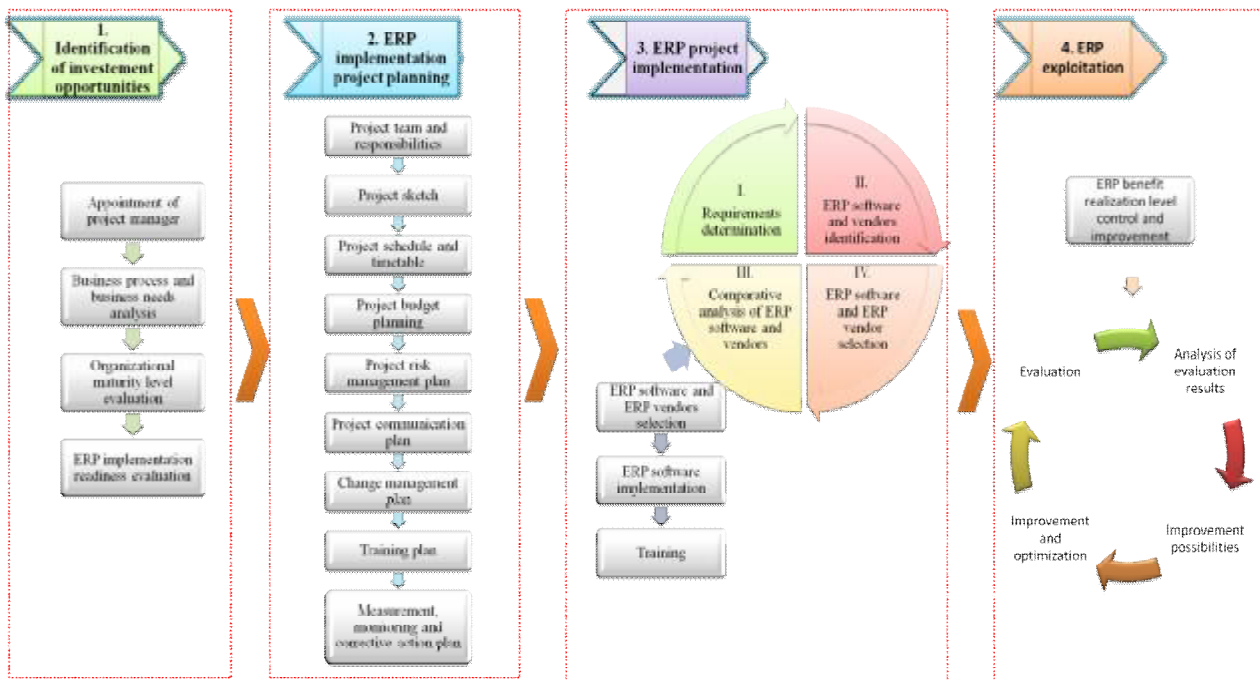 1.
Identification
of investement
opportunities
Appointment of
project manager
Business process and
business needs
analysis
Organizational
maturity level
evaluation
ERP implementation
readiness evaluation
2. ERP
implementation
project planning
Project team and
responsibilities
Project sketch
Project schedule and
timetable
Project budget
planning
Project risk
management plan
Project communication
plan
Change management
plan
Training plan
Measurement,
monitoring and
corrective action plan
3. ERP project
implementation
I.
Requirements
determination
II.
ERP software
and vendors
identification
III.
Comparative
analysis of ERP
software and
vendors
IV.
ERP software
and ERP
vendor
selection
ERP software and
ERP vendors
selection
ERP software
implementation
Training
4. ERP
exploitation
ERP benefit
realization level
control and
improvement
Evaluation
Analysis of
evaluation
results
Improvement
possibilities
Improvement
and
optimization